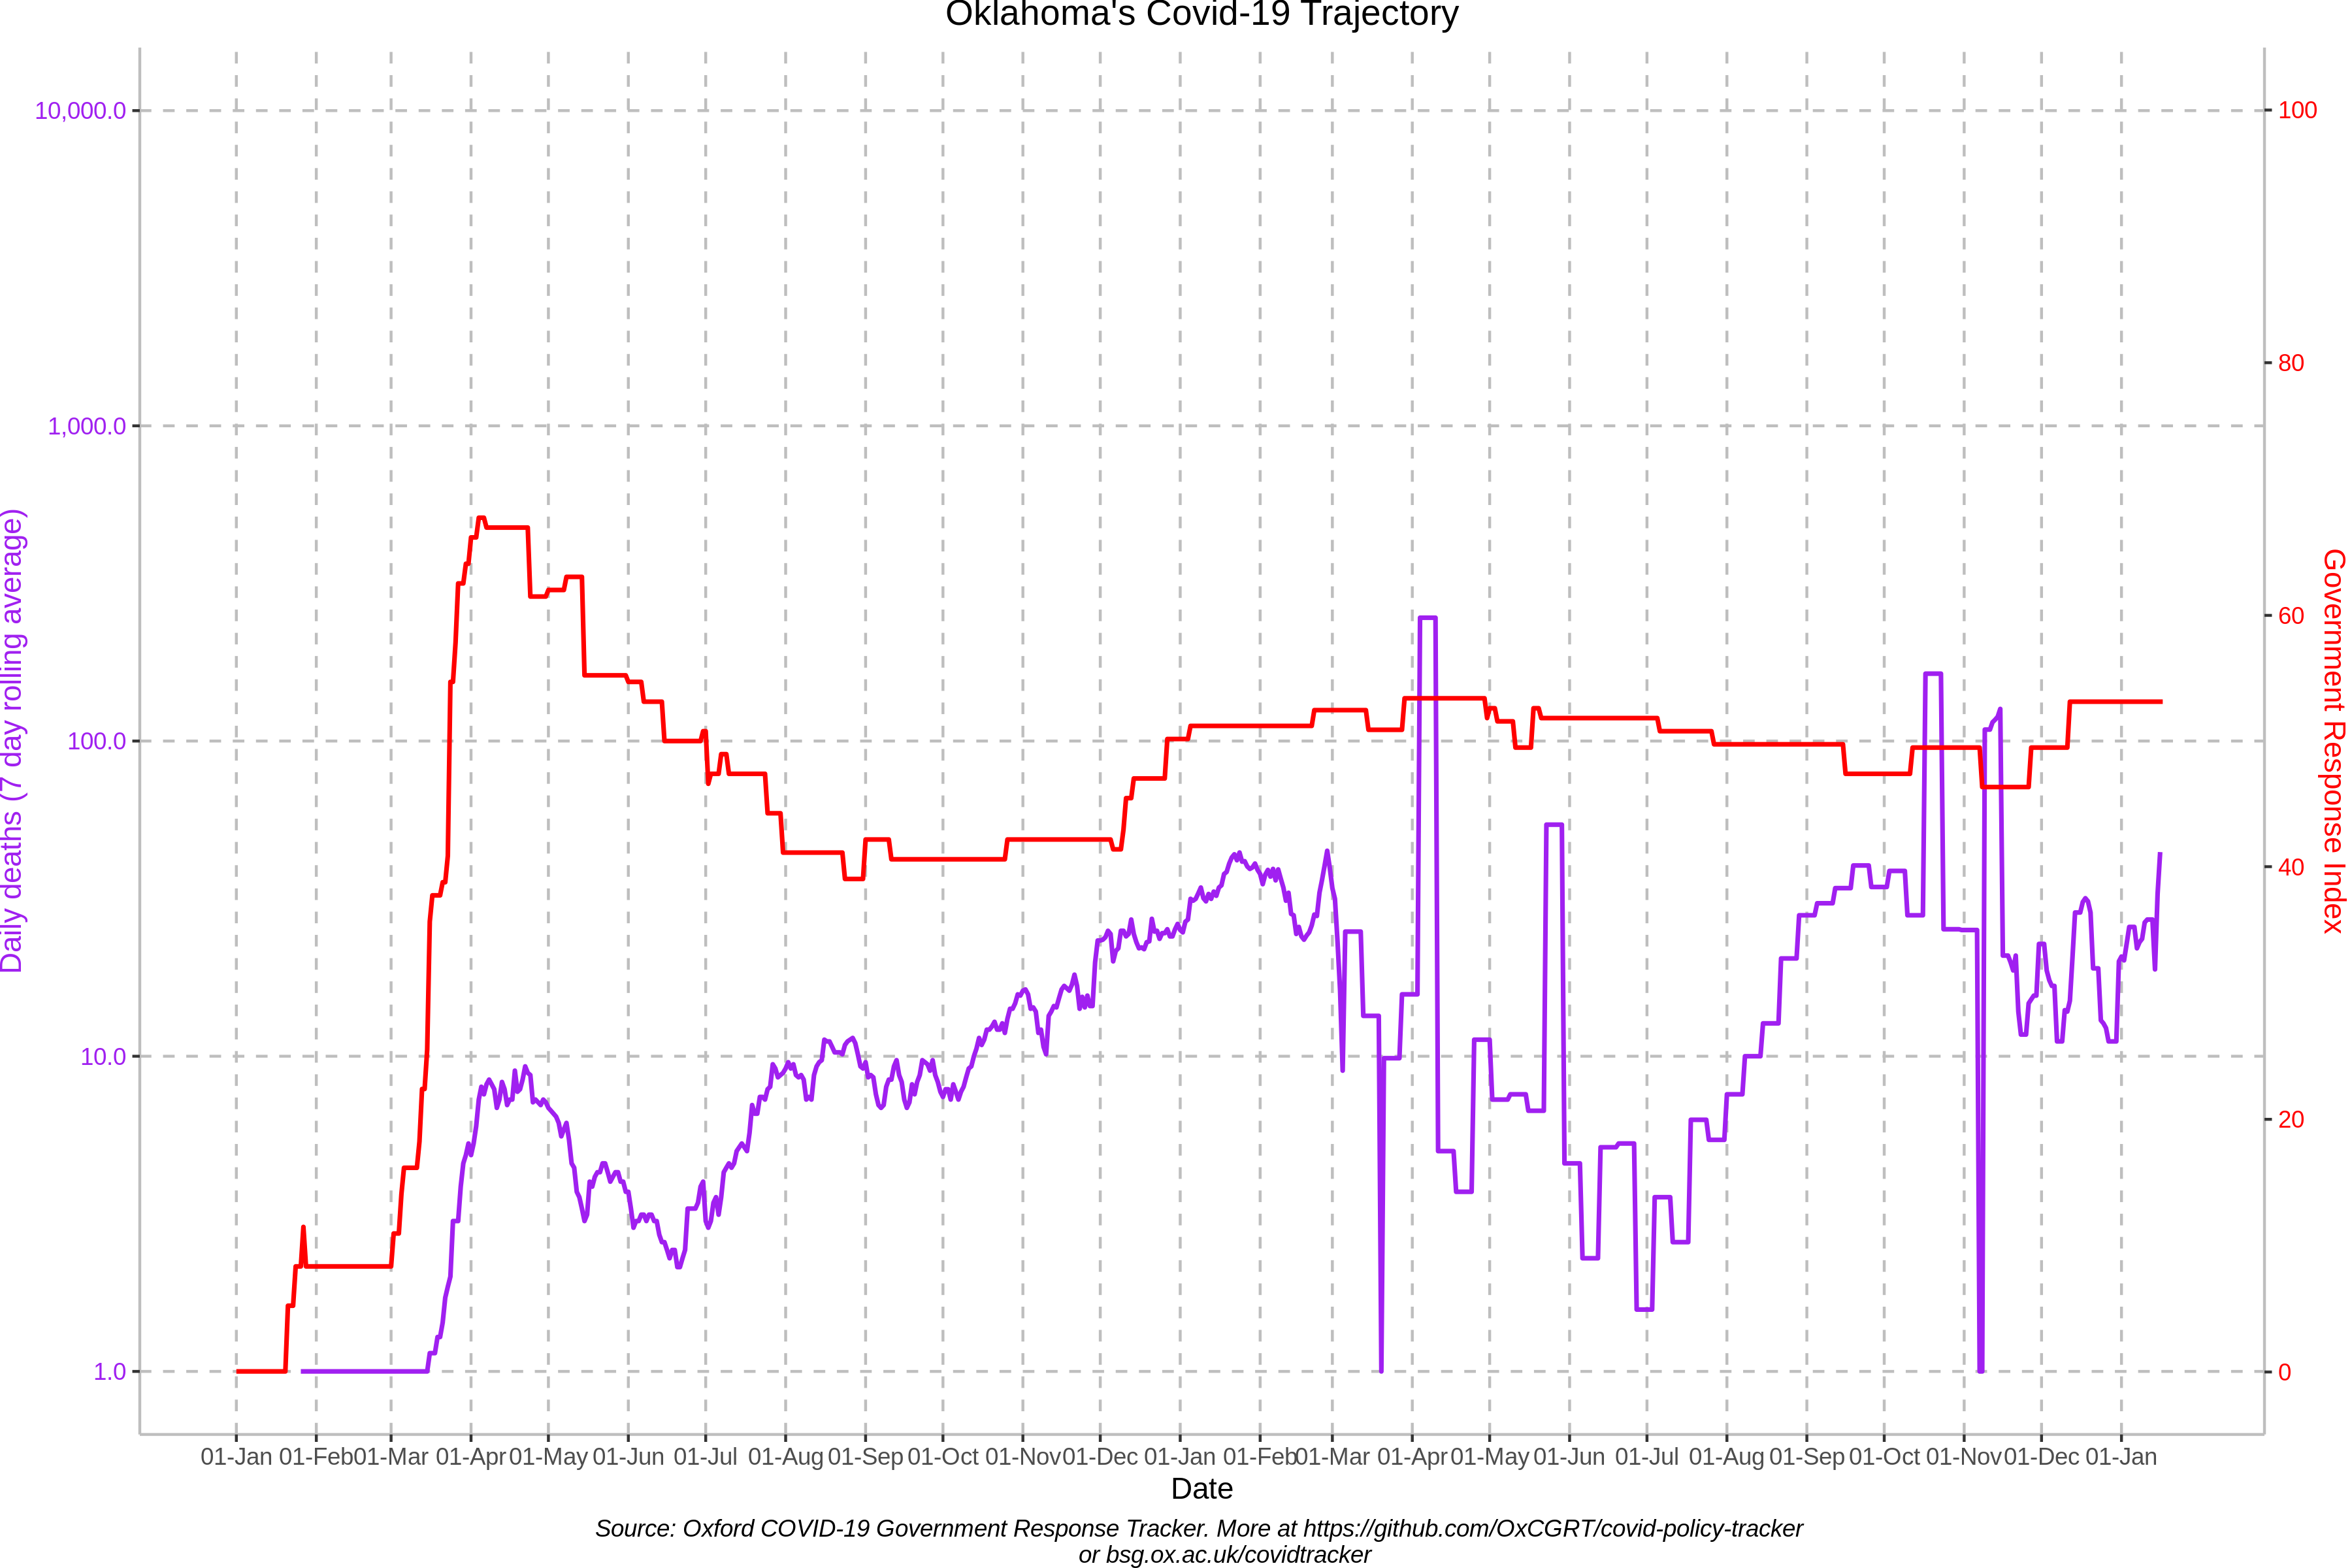 Oklahoma's Covid-19 Trajectory
10,000.0
1,000.0
100.0
10.0
1.0
Daily deaths (7 day rolling average)
100
80
60
40
20
0
Government Response Index
01-Jan 01-Feb 01-Mar 01-Apr 01-May 01-Jun 01-Jul 01-Aug 01-Sep 01-Oct 01-Nov 01-Dec 01-Jan 01-Feb 01-Mar 01-Apr 01-May 01-Jun 01-Jul 01-Aug 01-Sep 01-Oct 01-Nov 01-Dec 01-Jan
Date
Source: Oxford COVID-19 Government Response Tracker. More at https://github.com/OxCGRT/covid-policy-tracker
or bsg.ox.ac.uk/covidtracker